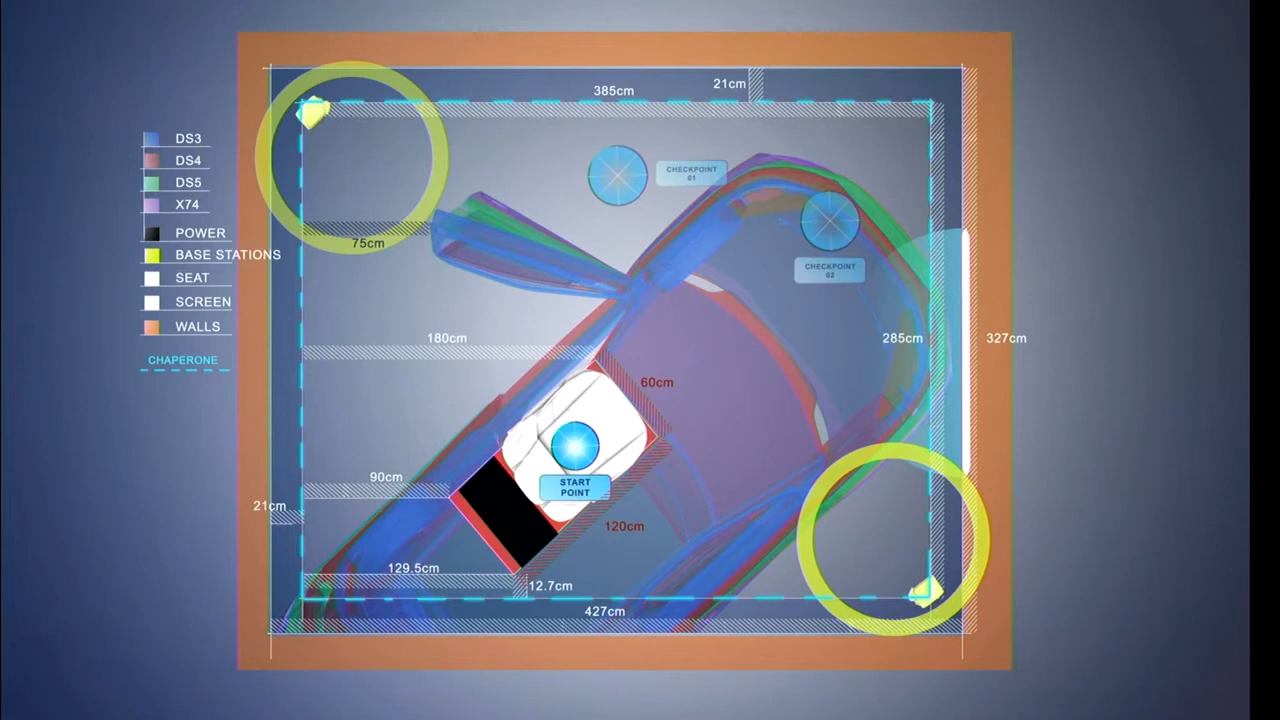 385cm
21cm
DS3
DS4
DS5
X74
POWER
BASE STATIONS
SEAT
SCREEN
WALLS
CHAPERONE
CHECKPOINT
01
75cm
CHECKPOINT
02
180cm
285cm
327cm
60cm
90cm
START
POINT
21cm
120cm
129.5cm
12.7cm
427cm